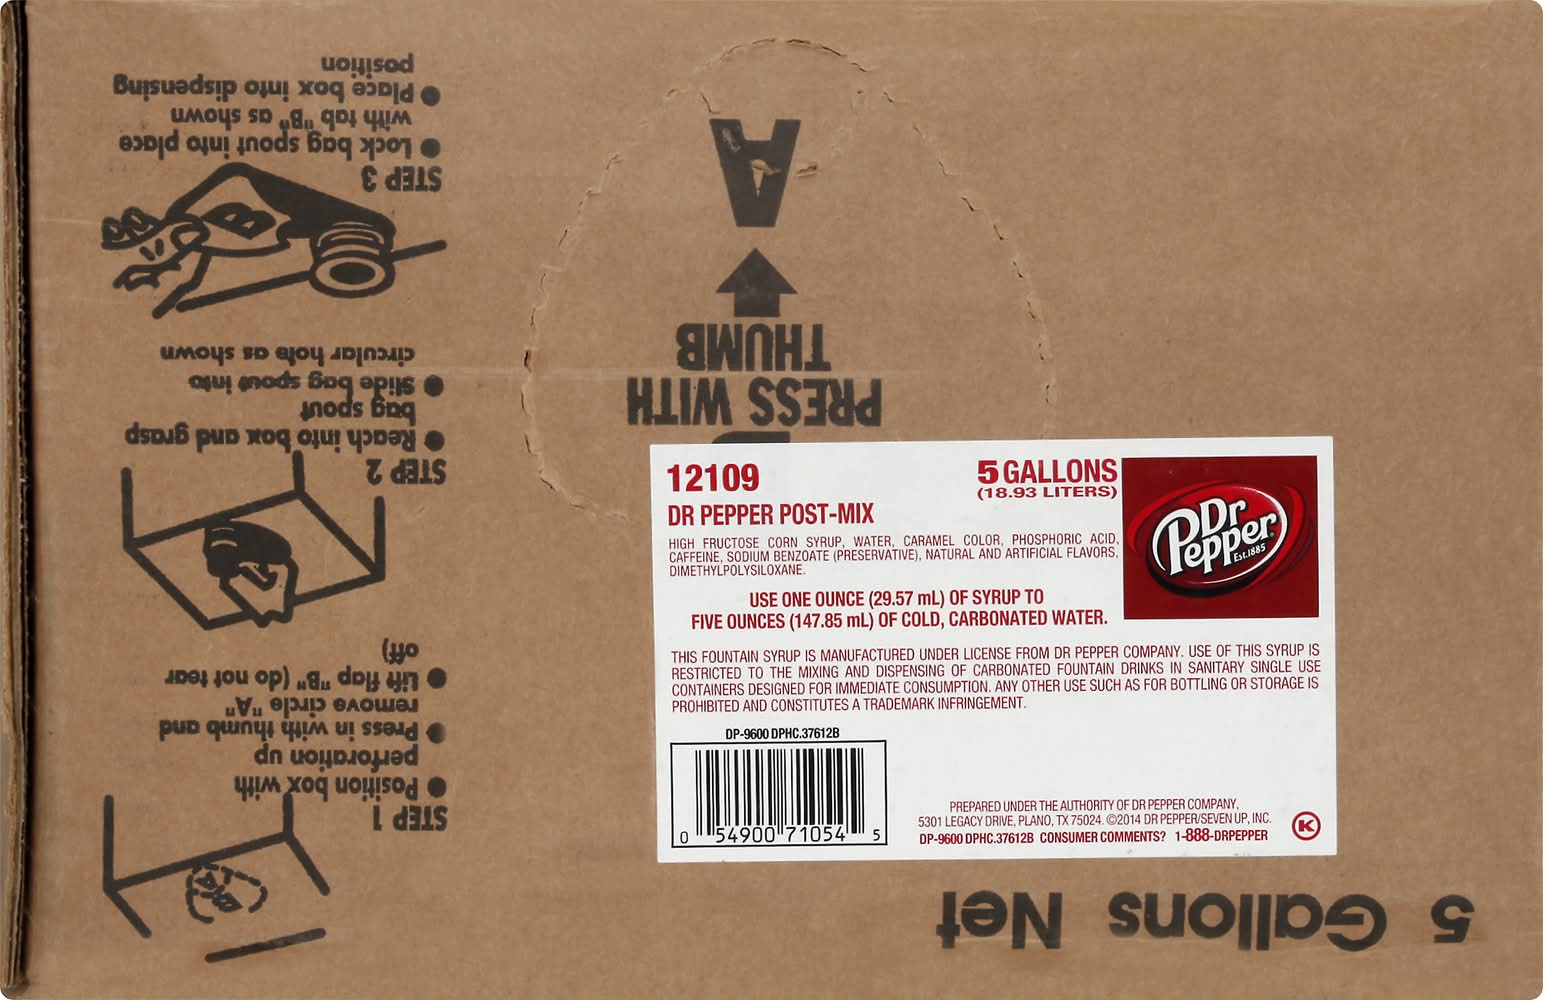 STEP 1
● Position box with
perforation up
● Press in with thumb and
remove circle "A"
● Lift flap "B" (do not tear
off)
STEP 2
● Reach into box and grasp
bag spout
● Slide bag spout into
circular hole as shown
STEP 3
● Lock bag spout into place
with tab "B" as shown
● Place box into dispensing
position
B
A
B
PRESS WITH
THUMB
A
5 Gallons Net
12109
5 GALLONS
(18.93 LITERS)
DR PEPPER POST-MIX
HIGH FRUCTOSE CORN SYRUP, WATER, CARAMEL COLOR, PHOSPHORIC ACID,
CAFFEINE, SODIUM BENZOATE (PRESERVATIVE), NATURAL AND ARTIFICIAL FLAVORS,
DIMETHYLPOLYSILOXANE.
USE ONE OUNCE (29.57 mL) OF SYRUP TO
FIVE OUNCES (147.85 mL) OF COLD, CARBONATED WATER.
Dr
Pepper
Est.1885
THIS FOUNTAIN SYRUP IS MANUFACTURED UNDER LICENSE FROM DR PEPPER COMPANY. USE OF THIS SYRUP IS
RESTRICTED TO THE MIXING AND DISPENSING OF CARBONATED FOUNTAIN DRINKS IN SANITARY SINGLE USE
CONTAINERS DESIGNED FOR IMMEDIATE CONSUMPTION. ANY OTHER USE SUCH AS FOR BOTTLING OR STORAGE IS
PROHIBITED AND CONSTITUTES A TRADEMARK INFRINGEMENT.
DP-9600 DPHC.37612B
0 54900 71054 5
PREPARED UNDER THE AUTHORITY OF DR PEPPER COMPANY,
5301 LEGACY DRIVE, PLANO, TX 75024. ©2014 DR PEPPER/SEVEN UP, INC.
DP-9600 DPHC.37612B CONSUMER COMMENTS? 1-888-DRPEPPER
K